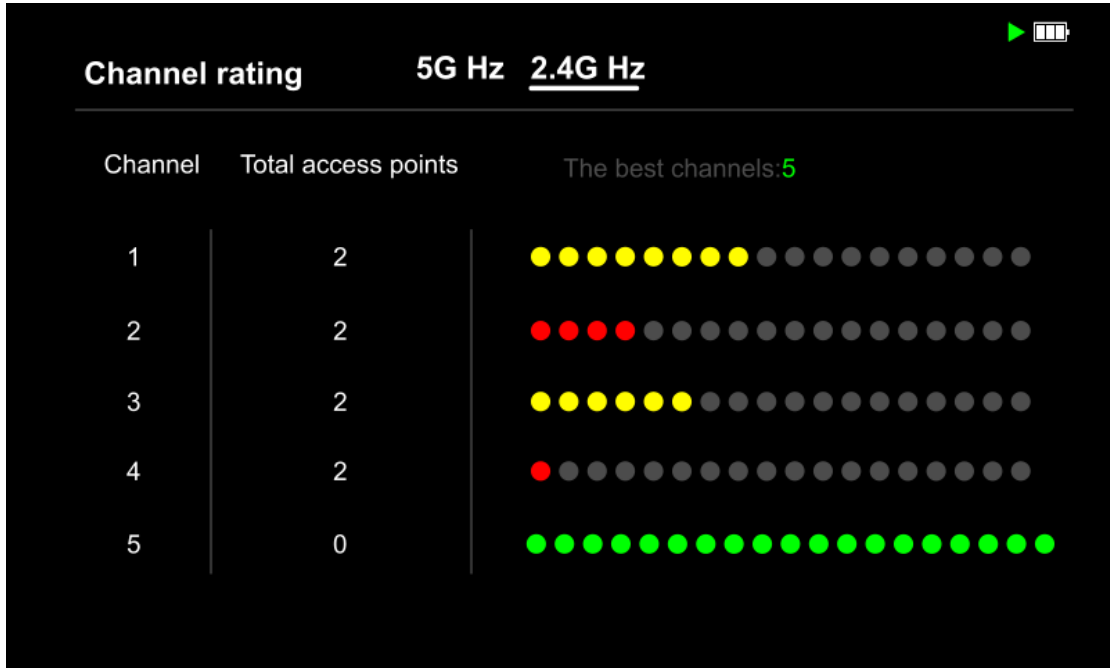 Channel rating 5G Hz 2.4G Hz
Channel Total access points The best channels:5
1 2
2 2
3 2
4 2
5 0